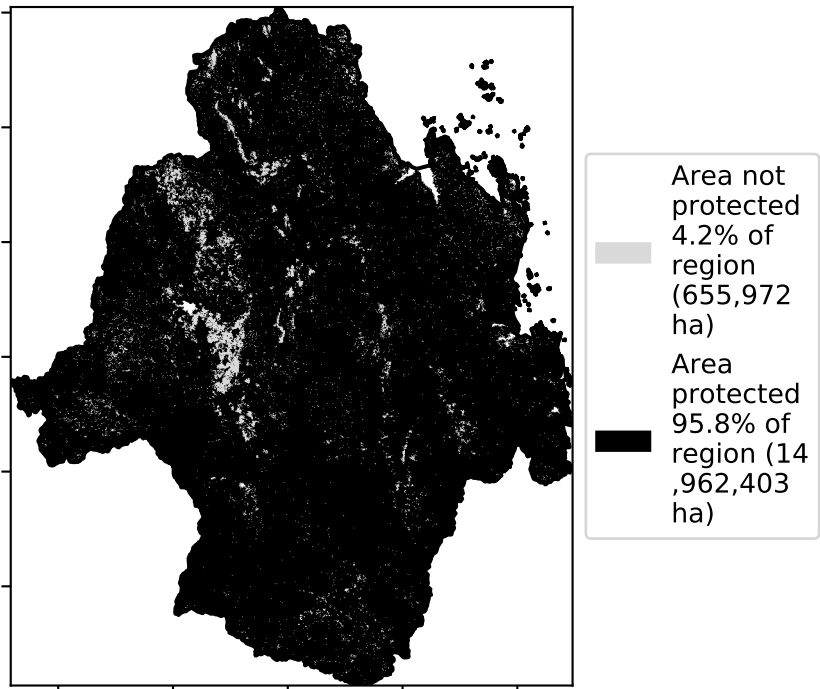 Area not
protected
4.2% of
region
(655,972
ha)
Area
protected
95.8% of
region (14
,962,403
ha)